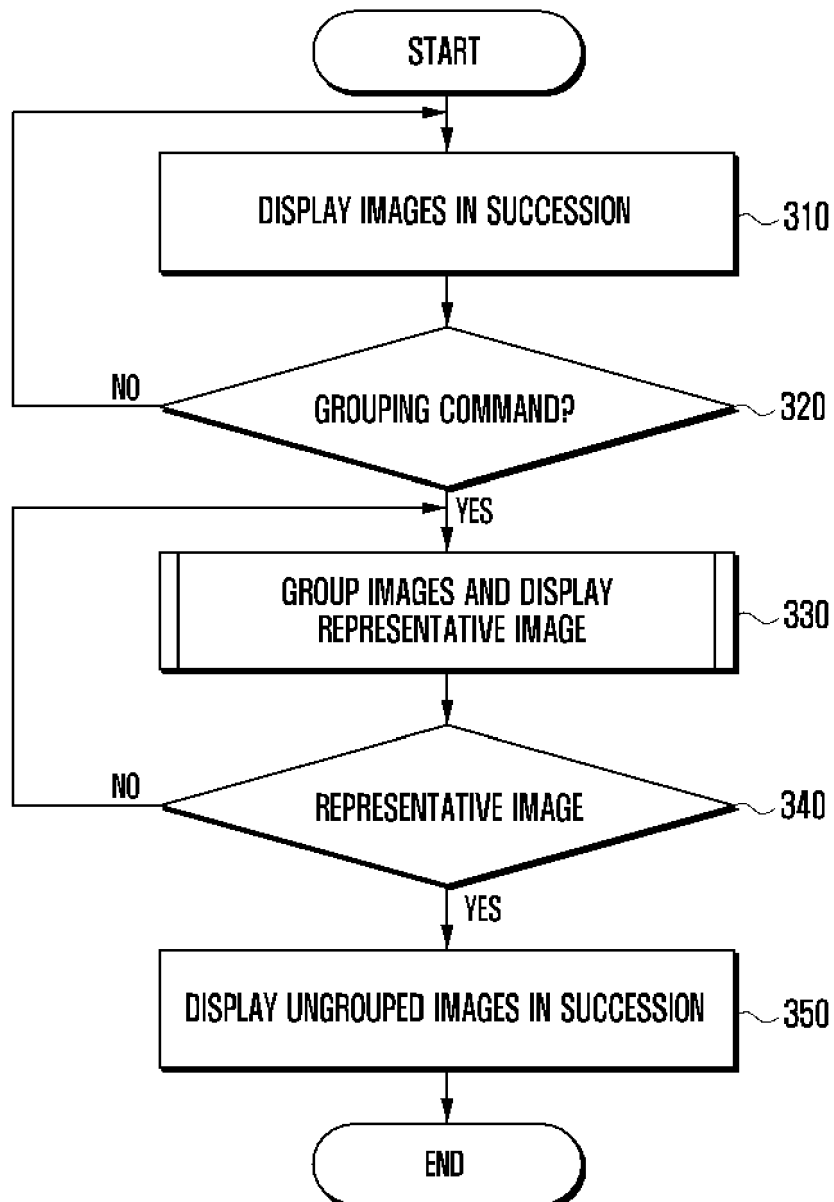 START
DISPLAY IMAGES IN SUCCESSION
310
NO
GROUPING COMMAND?
320
YES
GROUP IMAGES AND DISPLAY
REPRESENTATIVE IMAGE
330
NO
REPRESENTATIVE IMAGE
340
YES
DISPLAY UNGROUPED IMAGES IN SUCCESSION
350
END